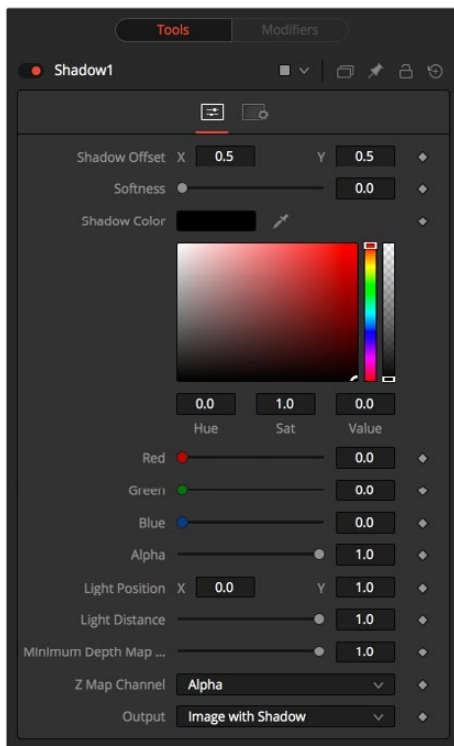 Tools Modifiers
Shadow1
Shadow Offset X 0.5 Y 0.5
Softness 0.0
Shadow Color
0.0 1.0 0.0
Hue Sat Value
Red 0.0
Green 0.0
Blue 0.0
Alpha 1.0
Light Position X 0.0 Y 1.0
Light Distance 1.0
Minimum Depth Map ... 1.0
Z Map Channel Alpha
Output Image with Shadow